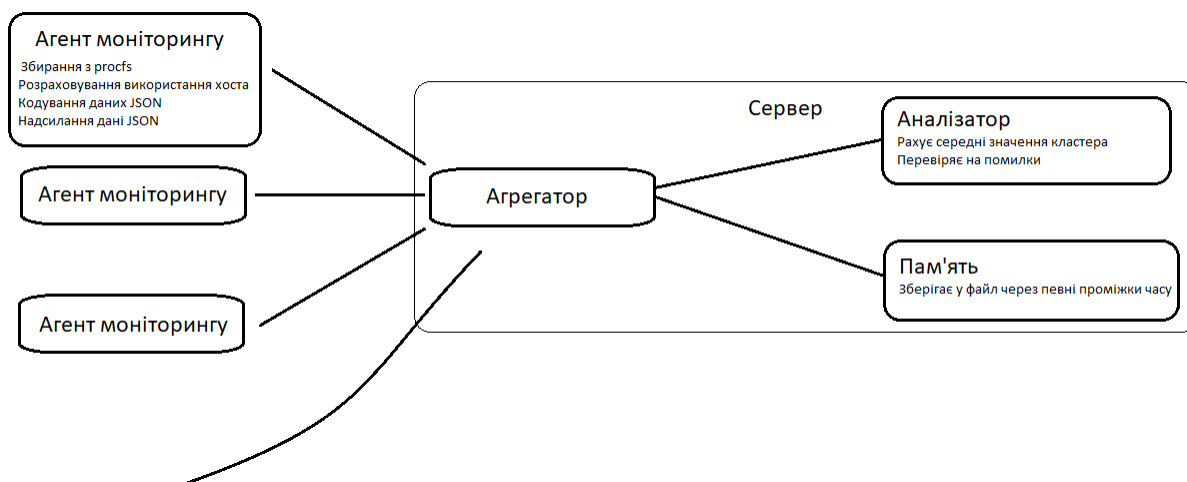 Агент моніторингу
Збирання з procfs
Розраховування використання хоста
Кодування даних JSON
Надсилання дані JSON
Агент моніторингу
Агент моніторингу
Сервер
Агрегатор
Аналізатор
Рахує середні значення кластера
Перевіряє на помилки
Пам'ять
Зберігає у файл через певні проміжки часу